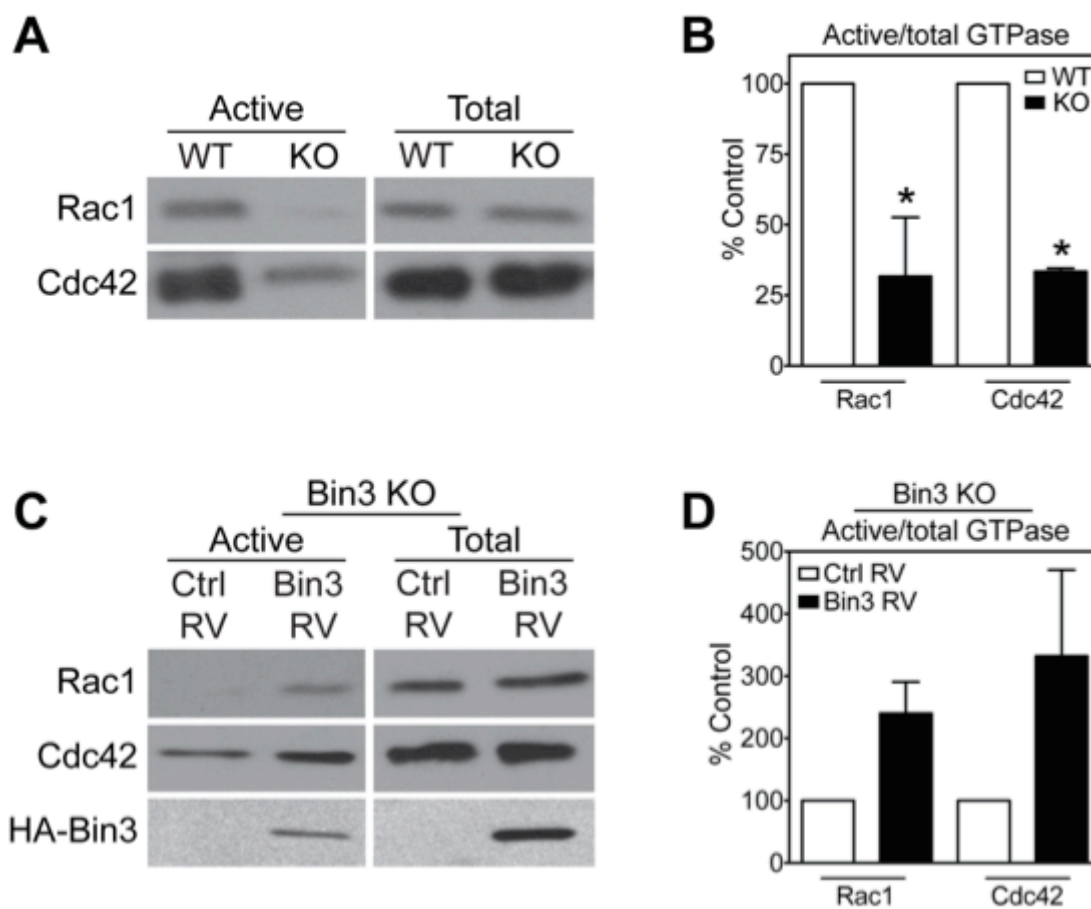 A
Active Total
WT KO WT KO
Rac1
Cdc42
B
Active/total GTPase
WT
KO
% Control
100
75
50
25
0
*
*
Rac1 Cdc42
C
Bin3 KO
Active Total
Ctrl Bin3 Ctrl Bin3
RV RV RV RV
Rac1
Cdc42
HA-Bin3
D
Bin3 KO
Active/total GTPase
Ctrl RV
Bin3 RV
% Control
500
400
300
200
100
0
Rac1 Cdc42